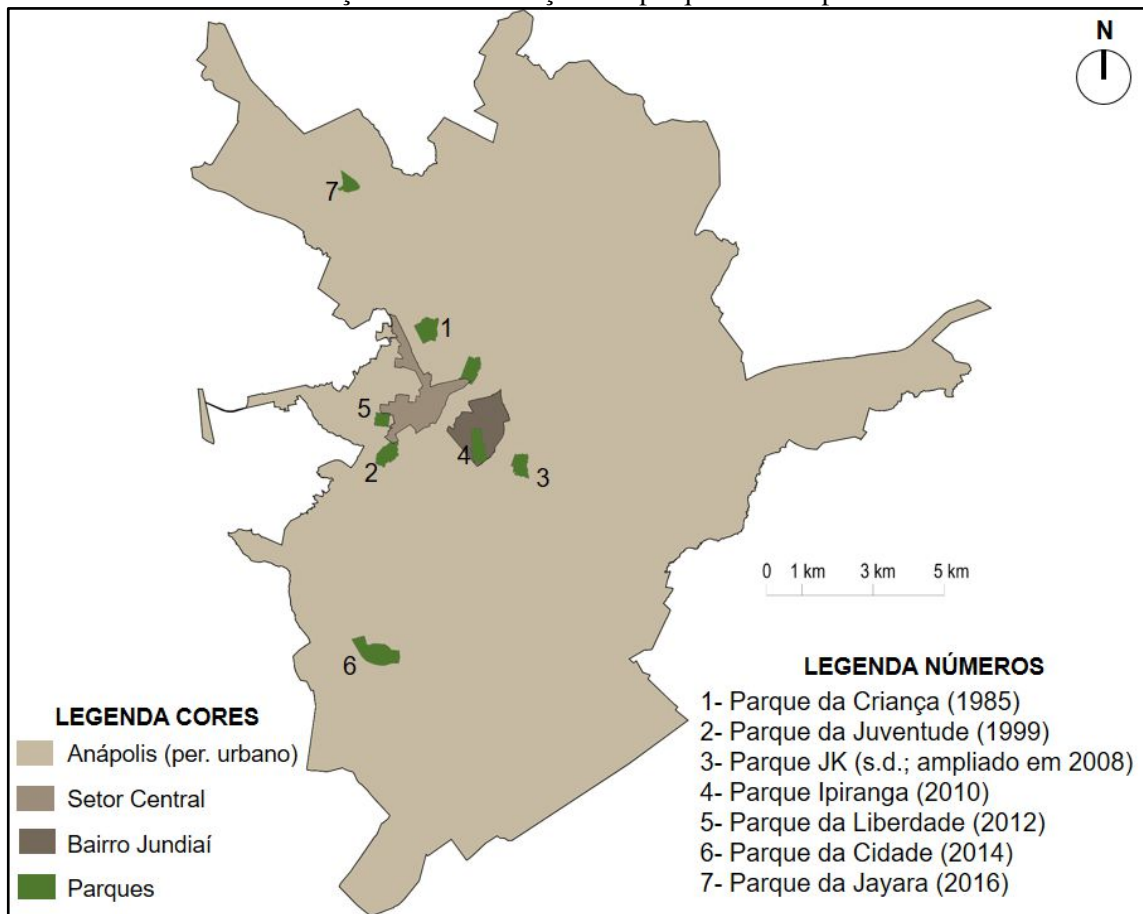 N
7
1
5
4
2
3
0 1 km 3 km 5 km
6
LEGENDA CORES
Anápolis (per. urbano)
Setor Central
Bairro Jundiaí
Parques
LEGENDA NÚMEROS
1- Parque da Criança (1985)
2- Parque da Juventude (1999)
3- Parque JK (s.d.; ampliado em 2008)
4- Parque Ipiranga (2010)
5- Parque da Liberdade (2012)
6- Parque da Cidade (2014)
7- Parque da Jayara (2016)